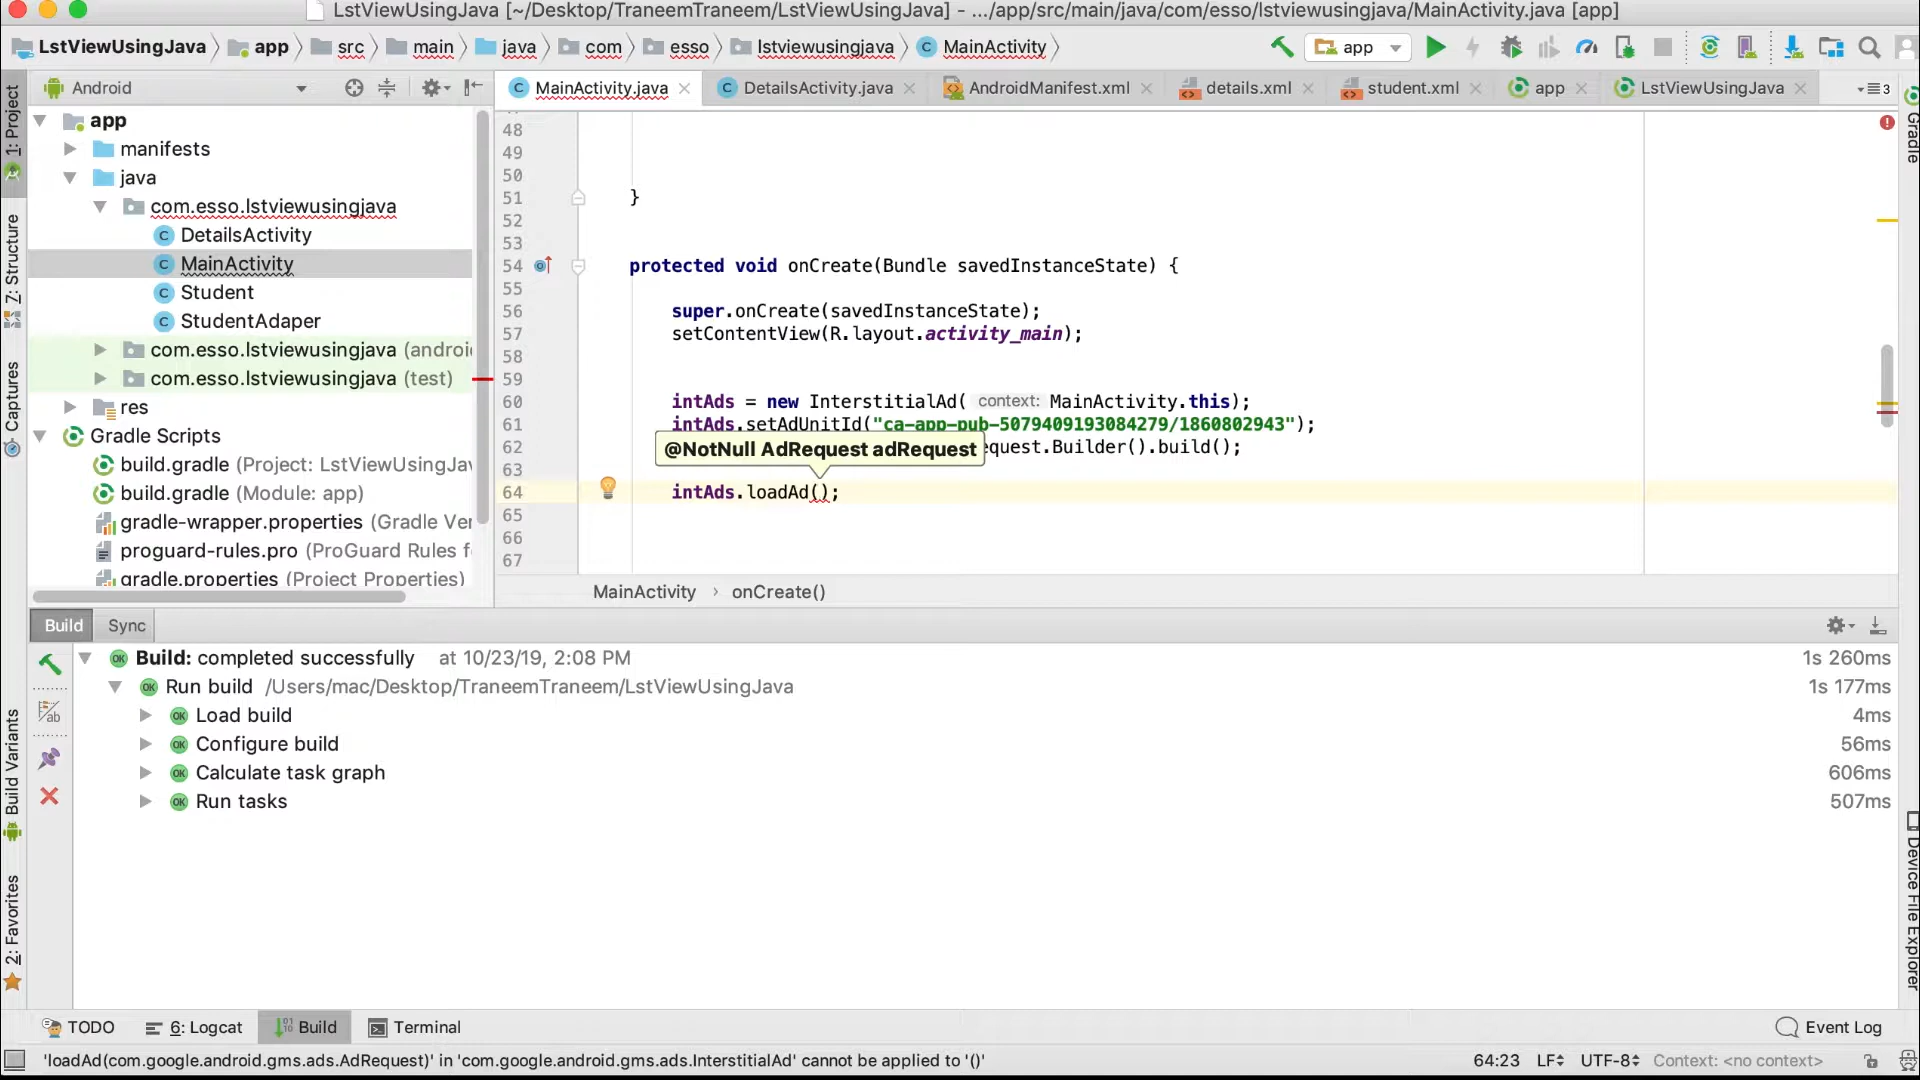 LstViewUsingJava [~/Desktop/TraneemTraneem/LstViewUsingJava] - .../app/src/main/java/com/esso/lstviewusingjava/MainActivity.java [app]
LstViewUsingJava app src main java com esso lstviewusingjava MainActivity app
1: Project
Z: Structure
Captures
Build Variants
2: Favorites
Android
MainActivity.java DetailsActivity.java AndroidManifest.xml details.xml student.xml app LstViewUsingJava 3
app
manifests
java
com.esso.lstviewusingjava
DetailsActivity
MainActivity
Student
StudentAdaper
com.esso.lstviewusingjava (androi
com.esso.lstviewusingjava (test)
res
Gradle Scripts
build.gradle (Project: LstViewUsingJav
build.gradle (Module: app)
gradle-wrapper.properties (Gradle Ver
proguard-rules.pro (ProGuard Rules f
gradle.properties (Project Properties)
48
49
50
51 }
52
53
54 protected void onCreate(Bundle savedInstanceState) {
55
56 super.onCreate(savedInstanceState);
57 setContentView(R.layout.activity_main);
58
59
60 intAds = new InterstitialAd( context: MainActivity.this);
61 intAds.setAdUnitId("ca-app-pub-5079409193084279/1860802943");
62 equest.Builder().build();
@NotNull AdRequest adRequest
63
64 intAds.loadAd();
65
66
67
MainActivity › onCreate()
Gradle
Device File Explorer
Build Sync
Build: completed successfully at 10/23/19, 2:08 PM 1s 260ms
Run build /Users/mac/Desktop/TraneemTraneem/LstViewUsingJava 1s 177ms
Load build 4ms
Configure build 56ms
Calculate task graph 606ms
Run tasks 507ms
TODO 6: Logcat Build Terminal Event Log
'loadAd(com.google.android.gms.ads.AdRequest)' in 'com.google.android.gms.ads.InterstitialAd' cannot be applied to '()' 64:23 LF UTF-8 Context: <no context>